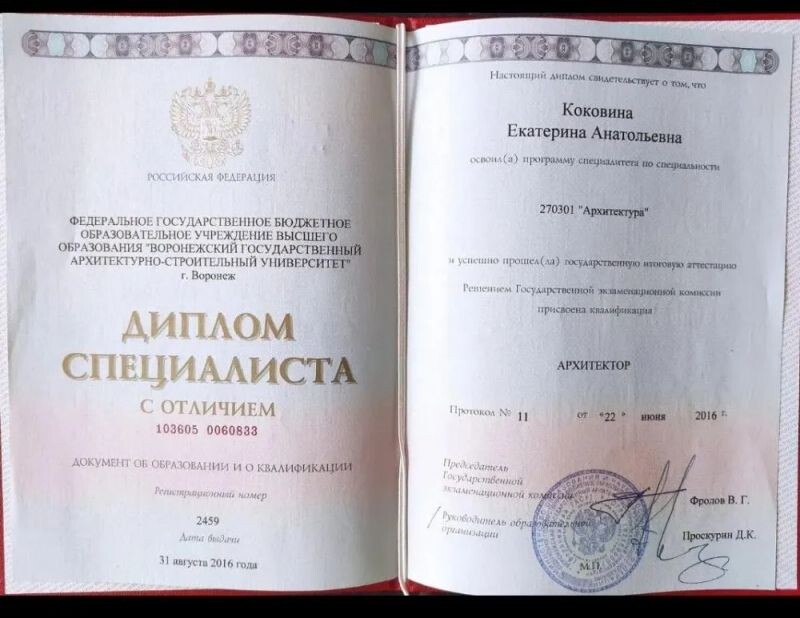 РОССИЙСКАЯ ФЕДЕРАЦИЯ
ФЕДЕРАЛЬНОЕ ГОСУДАРСТВЕННОЕ БЮДЖЕТНОЕ
ОБРАЗОВАТЕЛЬНОЕ УЧРЕЖДЕНИЕ ВЫСШЕГО
ОБРАЗОВАНИЯ "ВОРОНЕЖСКИЙ ГОСУДАРСТВЕННЫЙ
АРХИТЕКТУРНО-СТРОИТЕЛЬНЫЙ УНИВЕРСИТЕТ"
г. Воронеж
ДИПЛОМ
СПЕЦИАЛИСТА
С ОТЛИЧИЕМ
103605 0060833
ДОКУМЕНТ ОБ ОБРАЗОВАНИИ И О КВАЛИФИКАЦИИ
Регистрационный номер
2459
Дата выдачи
31 августа 2016 года
Настоящий диплом свидетельствует о том, что
Коковина
Екатерина Анатольевна
освоил(а) программу специалитета по специальности
270301 "Архитектура"
и успешно прошел(ла) государственную итоговую аттестацию
Решением Государственной экзаменационной комиссии
присвоена квалификация
АРХИТЕКТОР
Протокол № 11 от "22" июня 2016 г.
Председатель
Государственной
экзаменационной комиссии
Фролов В. Г.
Руководитель образовательной
организации
Проскурин Д.К.
М.П.